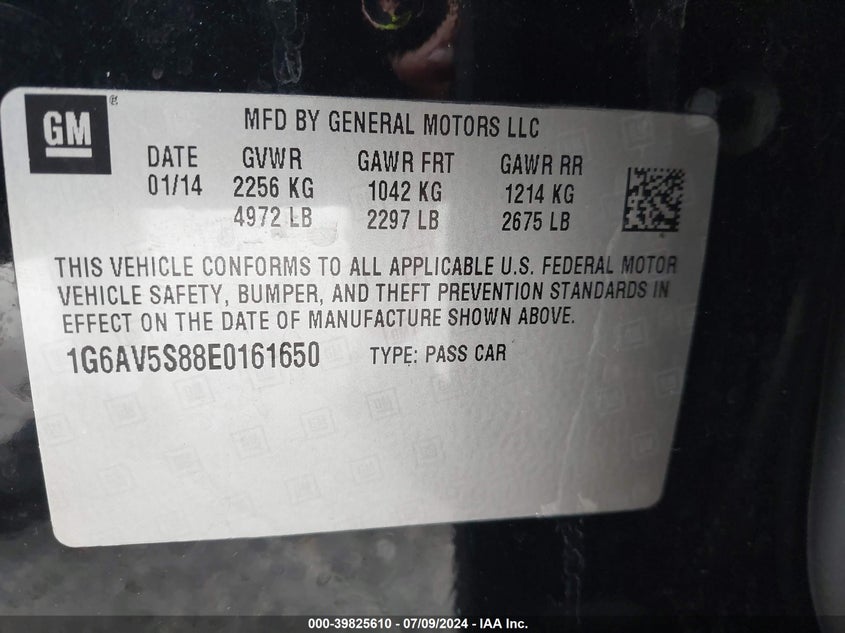 GM ®
MFD BY GENERAL MOTORS LLC
DATE GVWR GAWR FRT GAWR RR
01/14 2256 KG 1042 KG 1214 KG
4972 LB 2297 LB 2675 LB
THIS VEHICLE CONFORMS TO ALL APPLICABLE U.S. FEDERAL MOTOR
VEHICLE SAFETY, BUMPER, AND THEFT PREVENTION STANDARDS IN
EFFECT ON THE DATE OF MANUFACTURE SHOWN ABOVE.
1G6AV5S88E0161650 TYPE: PASS CAR
000-39825610 / 07/09/2024 - IAA Inc.